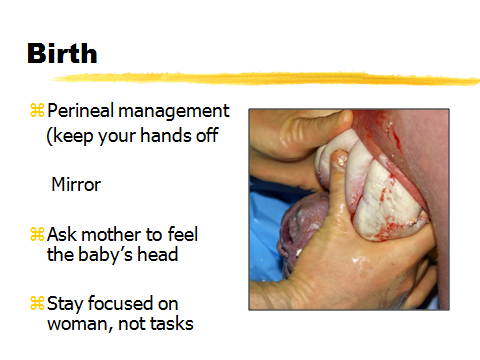 Birth
Perineal management
(keep your hands off
Mirror
Ask mother to feel
the baby's head
Stay focused on
woman, not tasks